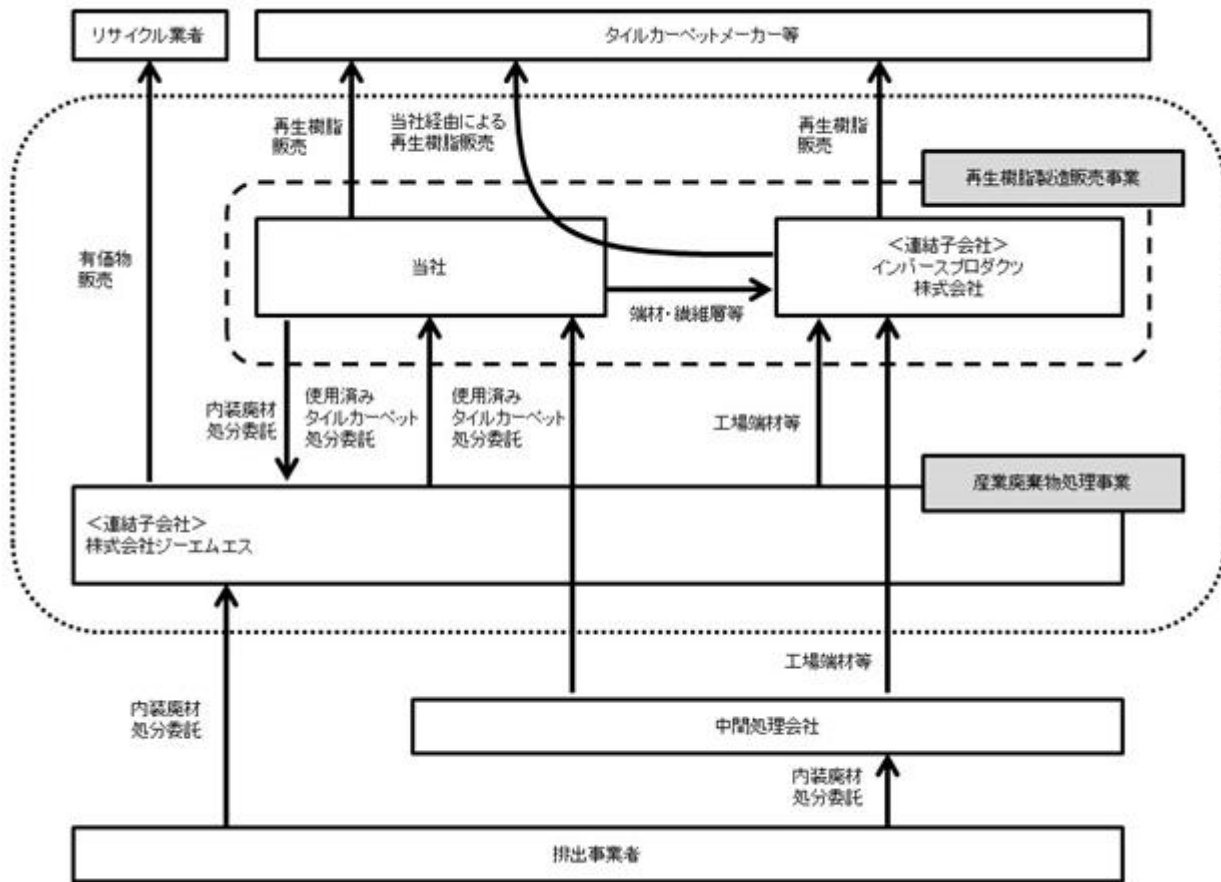 リサイクル業者
タイルカーペットメーカー等
再生樹脂
販売
当社経由による
再生樹脂販売
再生樹脂
販売
再生樹脂製造販売事業
有価物
販売
当社
＜連結子会社＞
インバースプロダクツ
株式会社
端材・繊維層等
内装廃材
処分委託
使用済み
タイルカーペット
処分委託
使用済み
タイルカーペット
処分委託
工場端材等
産業廃棄物処理事業
＜連結子会社＞
株式会社ジーエムエス
工場端材等
内装廃材
処分委託
中間処理会社
内装廃材
処分委託
排出事業者